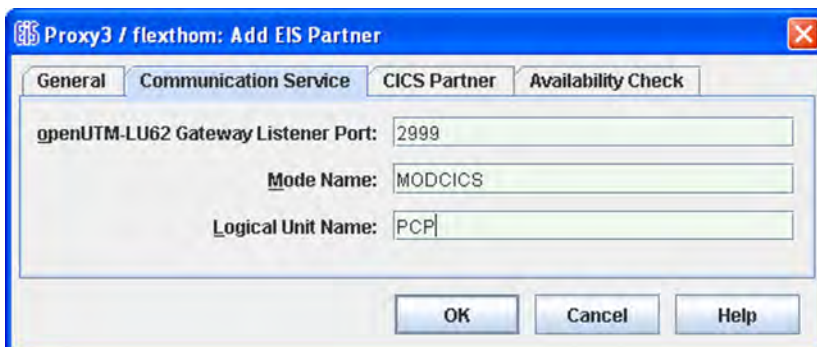 EIS Proxy3 / flexthom: Add EIS Partner
General Communication Service CICS Partner Availability Check
openUTM-LU62 Gateway Listener Port: 2999
Mode Name: MODCICS
Logical Unit Name: PCP
OK Cancel Help